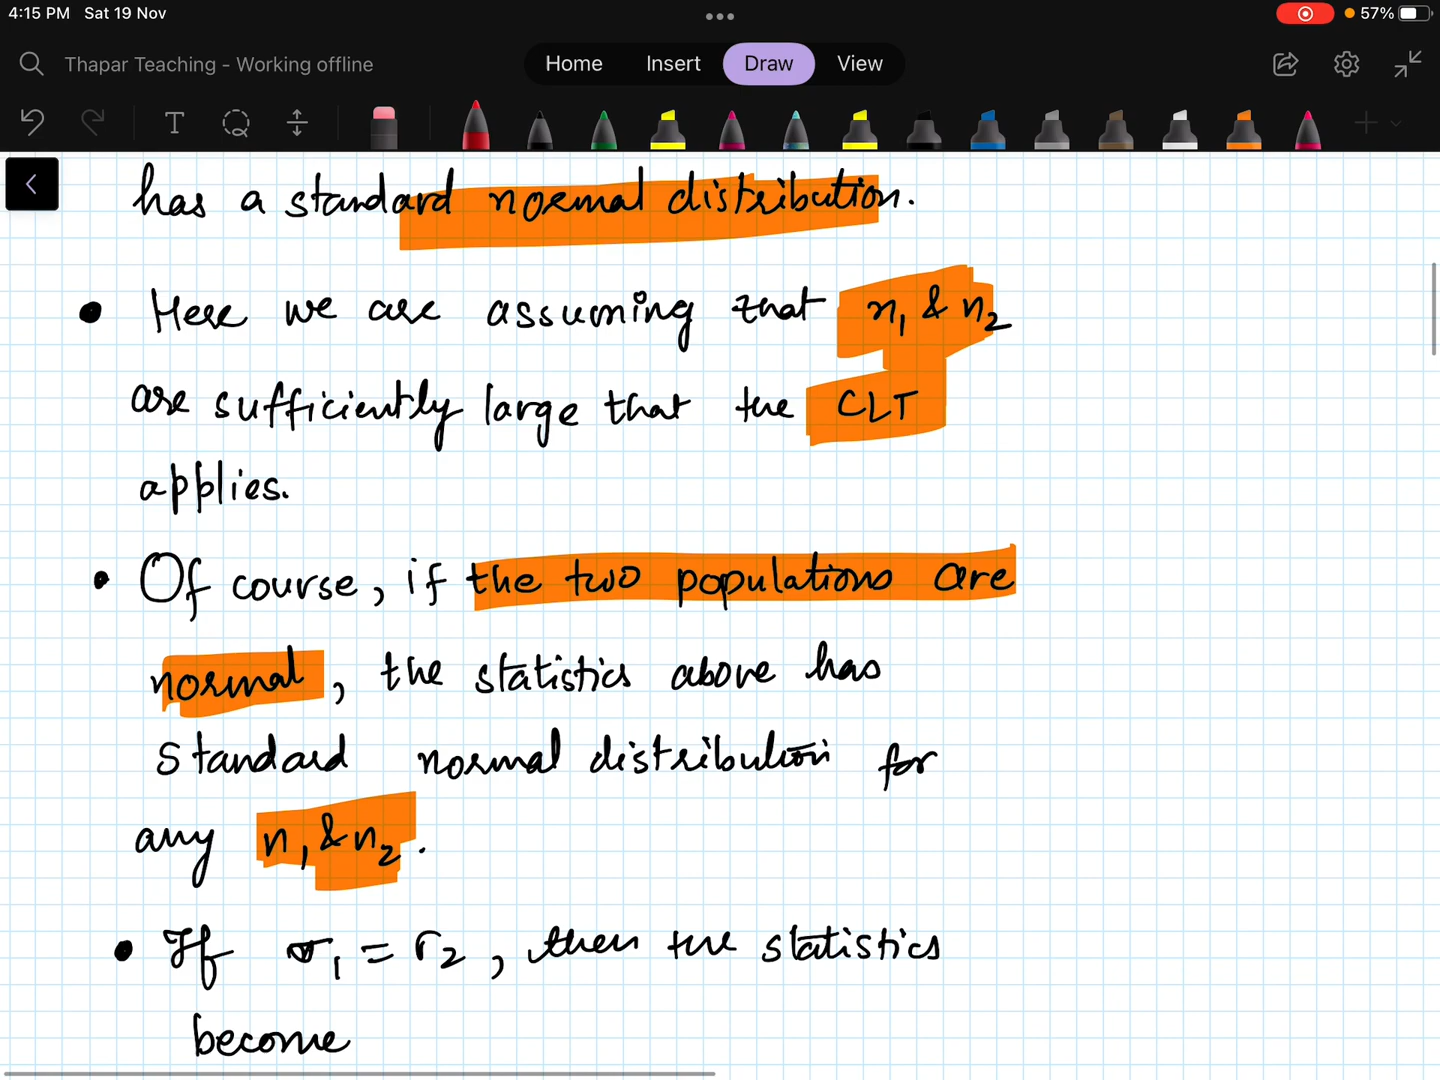 4:15 PM Sat 19 Nov
57%
Thapar Teaching - Working offline
Home Insert Draw View
has a standard normal distribution.
• Here we are assuming that n₁ & n₂
are sufficiently large that the CLT
applies.
• Of course, if the two populations are
normal, the statistics above has
standard normal distribution for
any n₁ & n₂.
• If σ₁ = σ₂, then the statistics
become